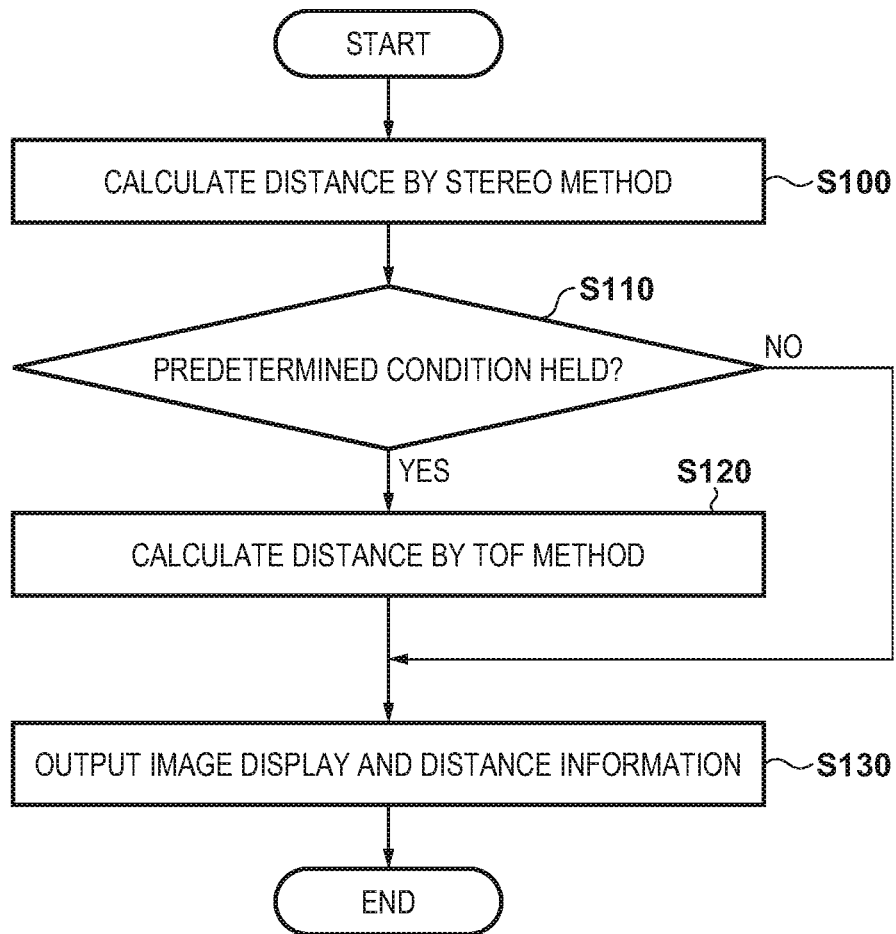 START
CALCULATE DISTANCE BY STEREO METHOD
S100
S110
PREDETERMINED CONDITION HELD?
NO
YES
S120
CALCULATE DISTANCE BY TOF METHOD
OUTPUT IMAGE DISPLAY AND DISTANCE INFORMATION
S130
END